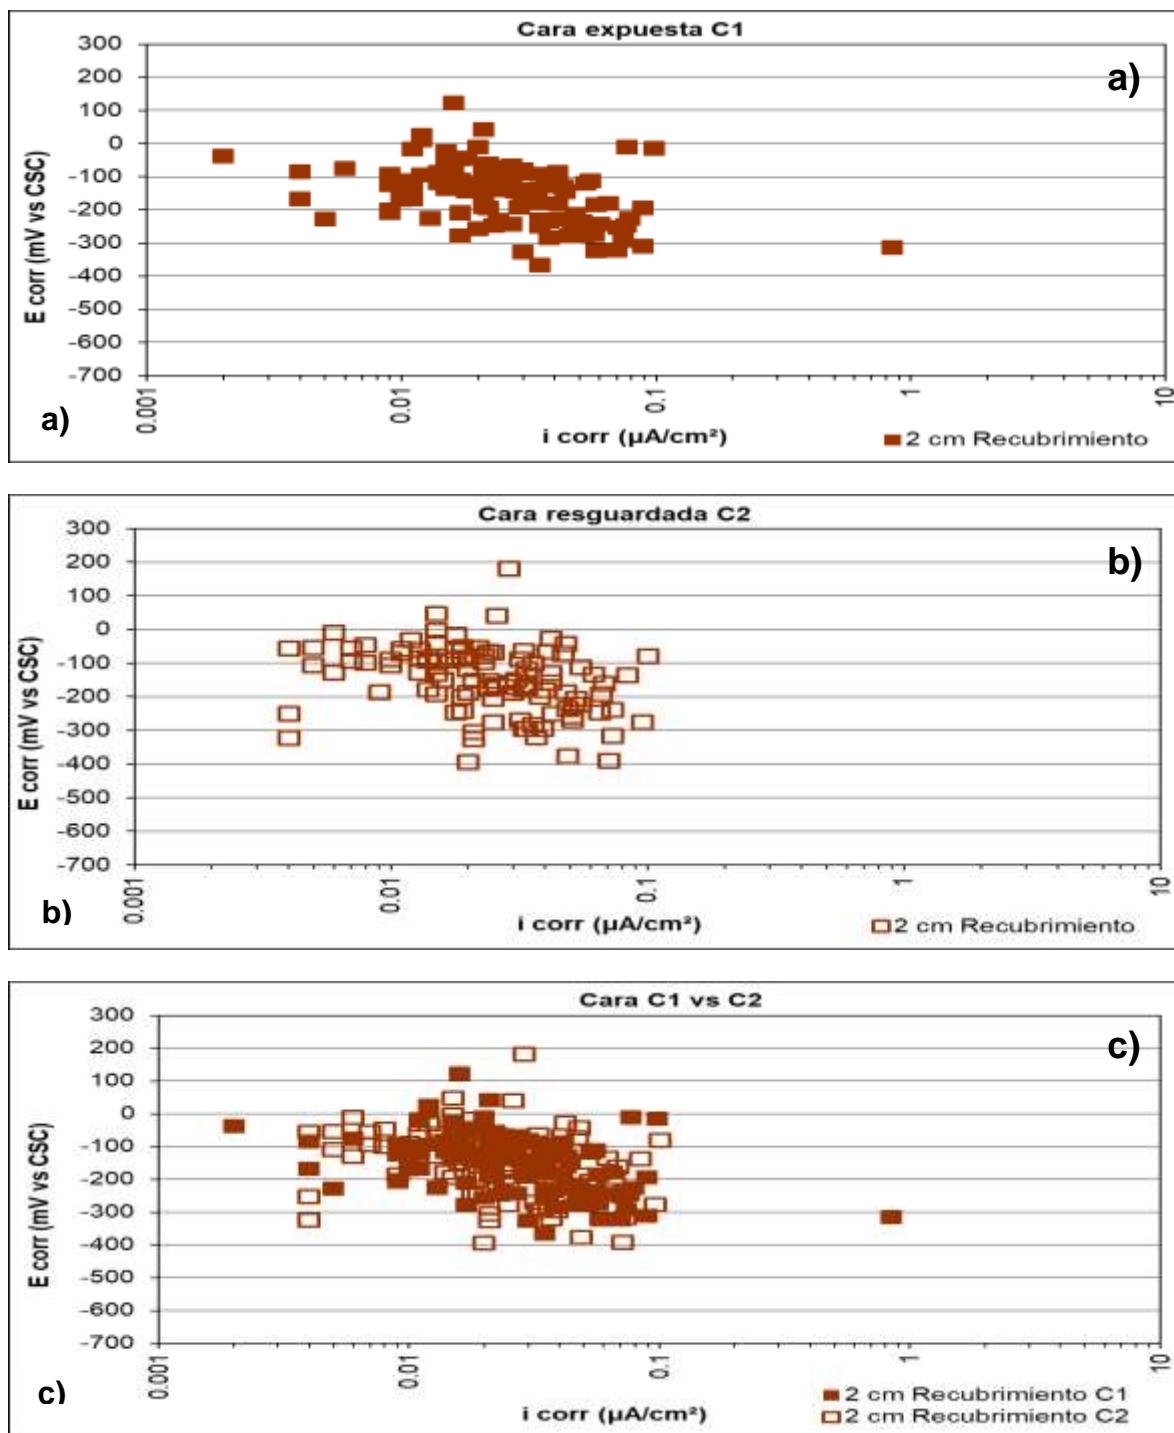 Cara expuesta C1
a)
300
200
100
0
-100
-200
-300
-400
-500
-600
-700
E corr (mV vs CSC)
0.001
0.01
0.1
1
10
a)
i corr (µA/cm²)
2 cm Recubrimiento
Cara resguardada C2
b)
300
200
100
0
-100
-200
-300
-400
-500
-600
-700
E corr (mV vs CSC)
0.001
0.01
0.1
1
10
b)
i corr (µA/cm²)
2 cm Recubrimiento
Cara C1 vs C2
c)
300
200
100
0
-100
-200
-300
-400
-500
-600
-700
E corr (mV vs CSC)
0.001
0.01
0.1
1
10
c)
i corr (µA/cm²)
2 cm Recubrimiento C1
2 cm Recubrimiento C2